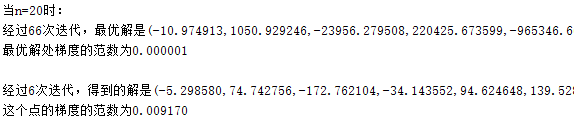 当n=20时：
经过66次迭代，最优解是(-10.974913,1050.929246,-23956.279508,220425.673599,-965346.6
最优解处梯度的范数为0.000001
经过6次迭代，得到的解是(-5.298580,74.742756,-172.762104,-34.143552,94.624648,139.528
这个点的梯度的范数为0.009170